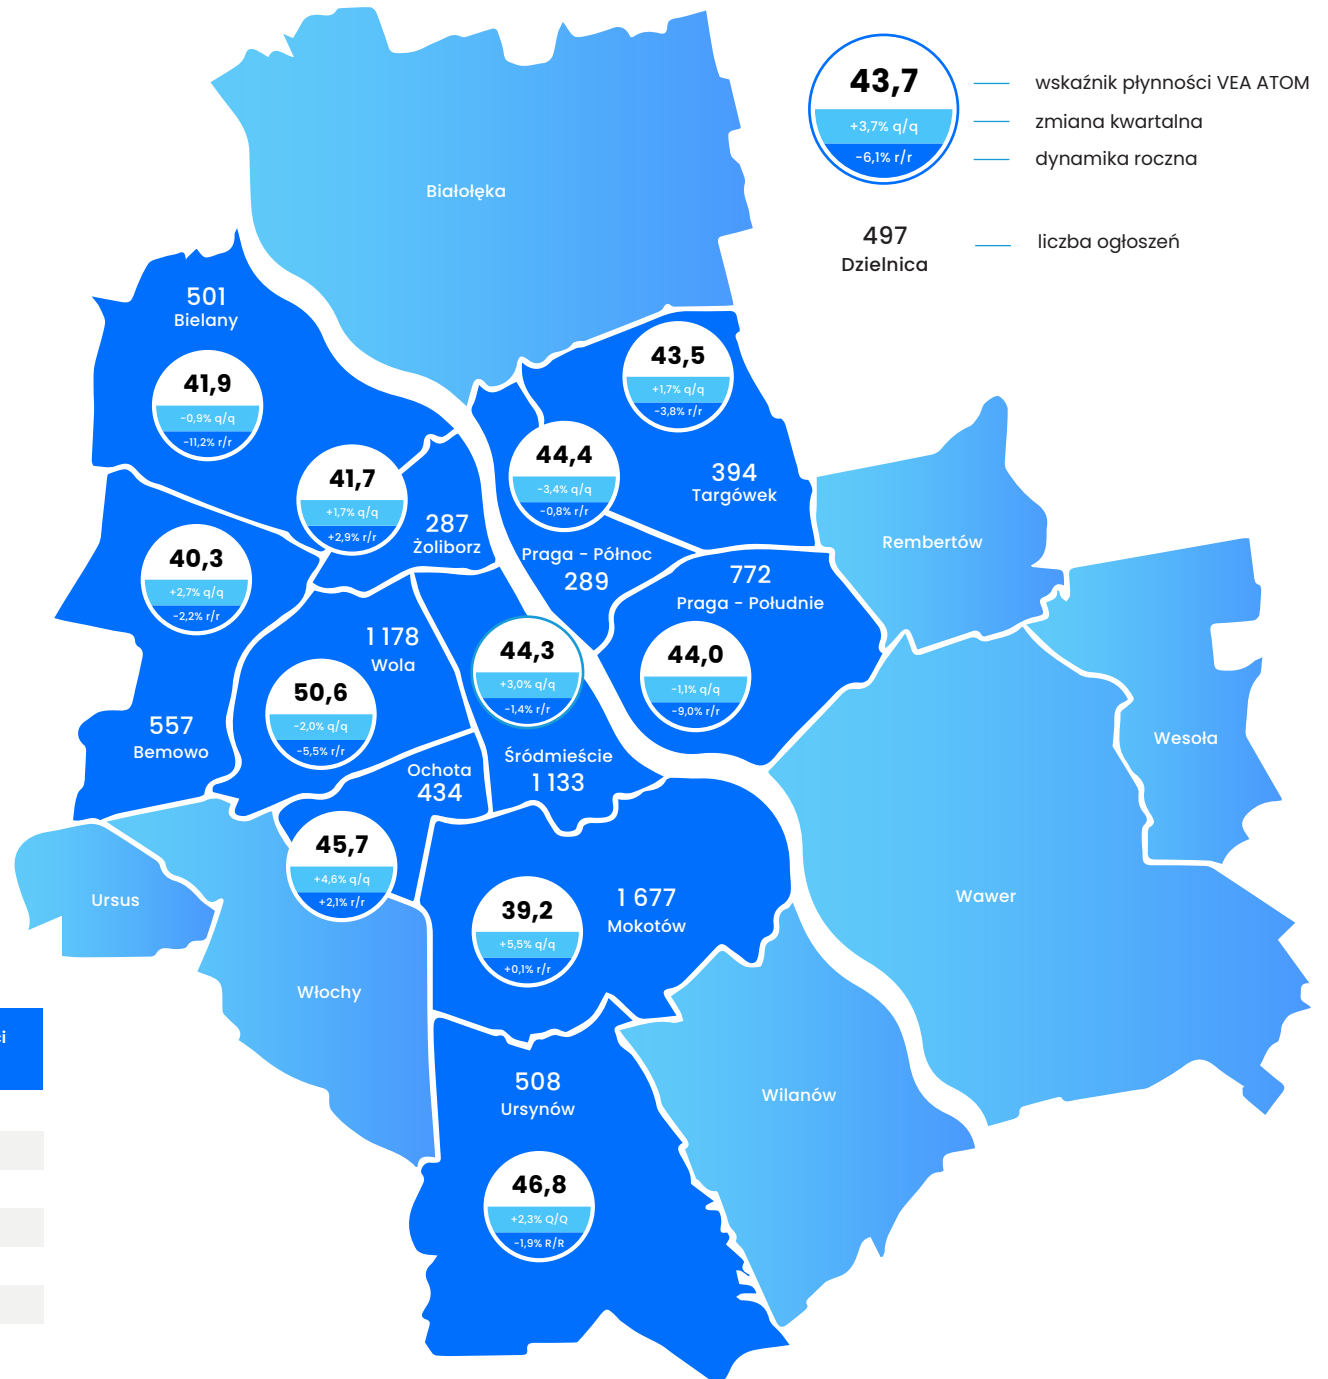 43,7
+3,7% q/q
-6,1% r/r
wskaźnik płynności VEA ATOM
zmiana kwartalna
dynamika roczna
497
Dzielnica
liczba ogłoszeń
Białołęka
501
Bielany
41,9
-0,9% q/q
-11,2% r/r
43,5
+1,7% q/q
-3,8% r/r
394
Targówek
44,4
-3,4% q/q
-0,8% r/r
Praga - Północ
289
41,7
+1,7% q/q
+2,9% r/r
287
Żoliborz
40,3
+2,7% q/q
-2,2% r/r
557
Bemowo
772
Praga - Południe
44,0
-1,1% q/q
-9,0% r/r
Rembertów
1 178
Wola
50,6
-2,0% q/q
-5,5% r/r
44,3
+3,0% q/q
-1,4% r/r
Śródmieście
1 133
Wesoła
Ochota
434
45,7
+4,6% q/q
+2,1% r/r
Ursus
Włochy
1 677
Mokotów
39,2
+5,5% q/q
+0,1% r/r
Wawer
ci
508
Ursynów
46,8
+2,3% Q/Q
-1,9% R/R
Wilanów